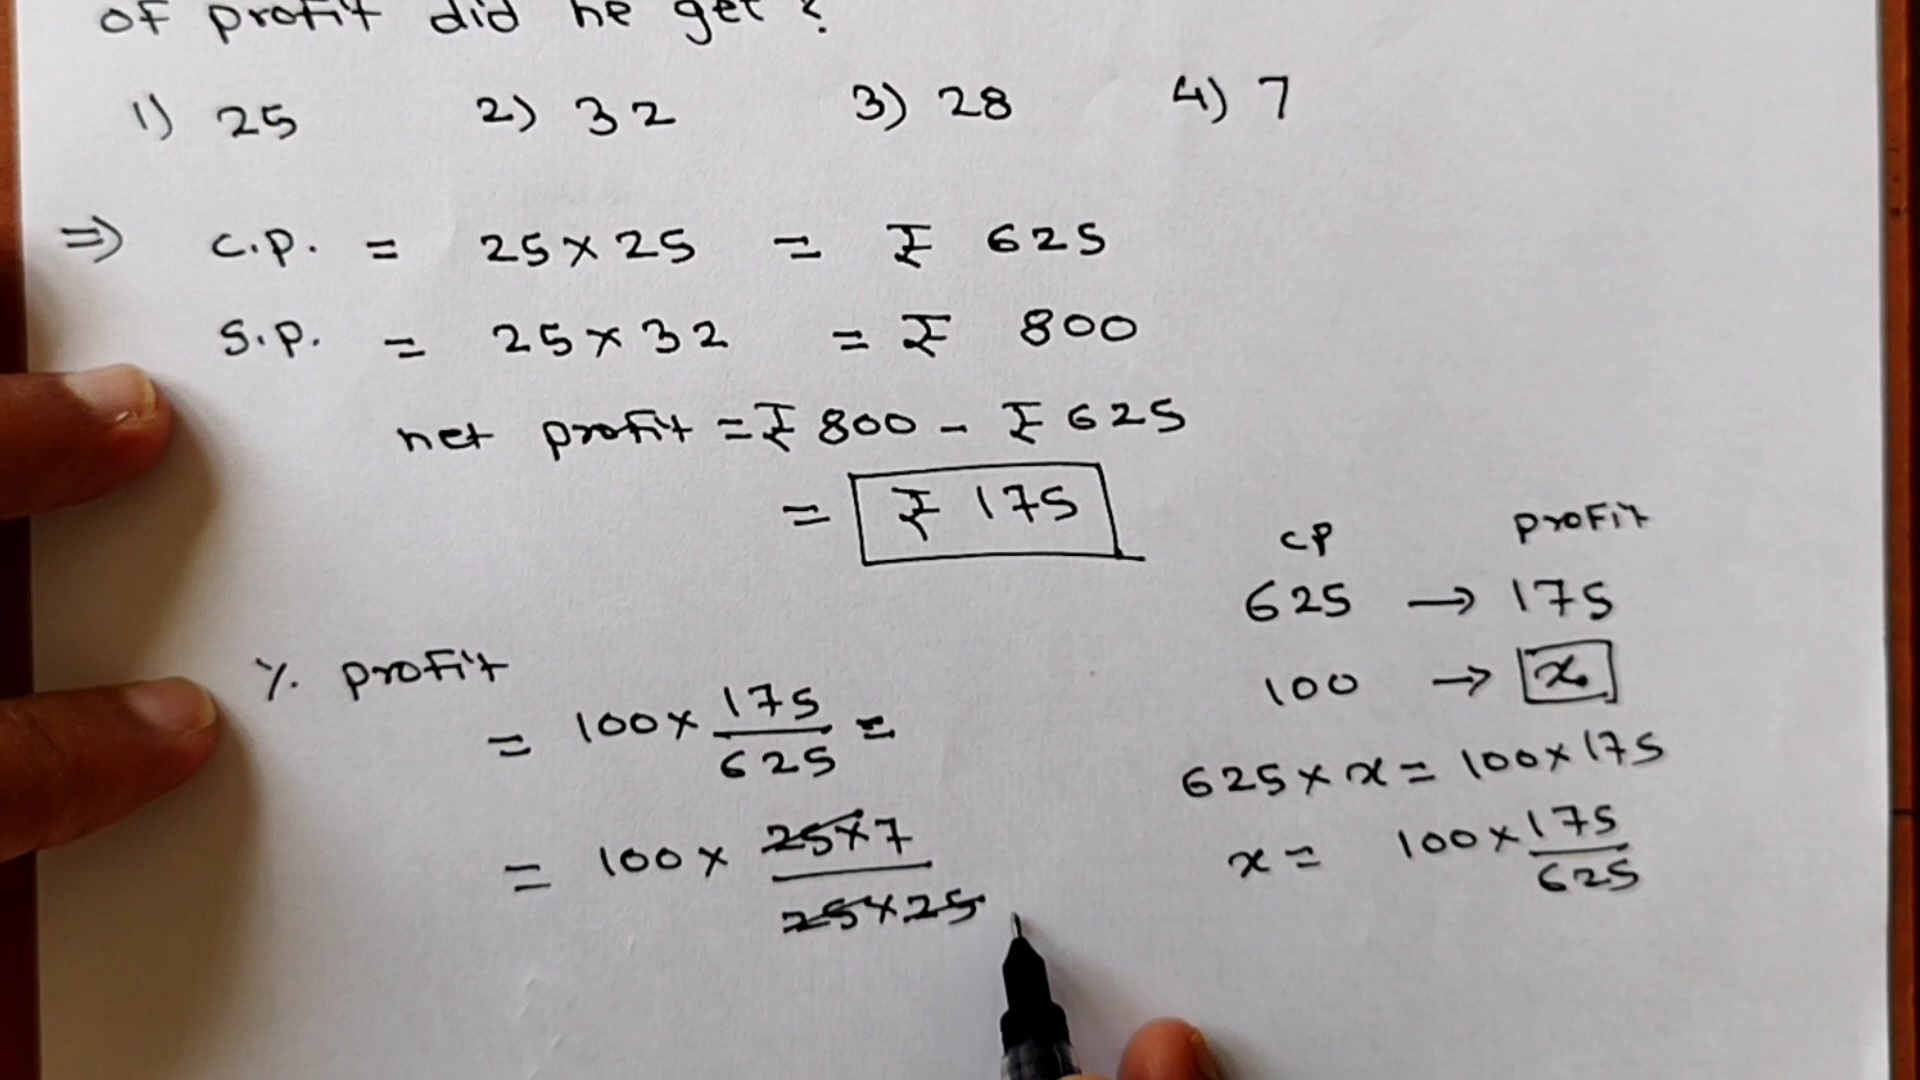 of profit did he get?
1) 25 2) 32 3) 28 4) 7
=> C.P. = 25 × 25 = ₹ 625
S.P. = 25 × 32 = ₹ 800
net profit = ₹ 800 - ₹ 625
= ₹ 175
% profit
= 100 × 175/625 =
= 100 × 25×7/25×25
CP profit
625 → 175
100 → x
625 × x = 100 × 175
x = 100 × 175/625